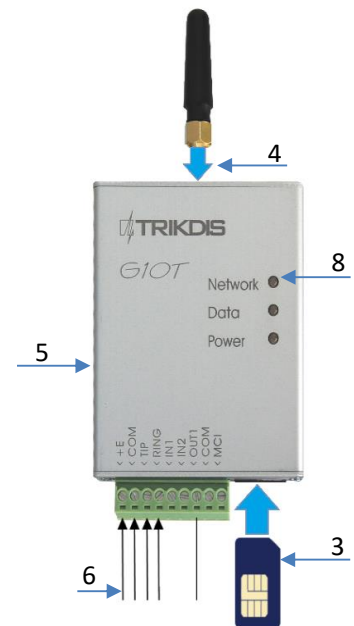 4
TRIKDIS
G10T
8
Network
Data
Power
5
< +E
< COM
< TIP
< RING
< IN1
< IN2
< OUT1
< COM
< MCI
6
3